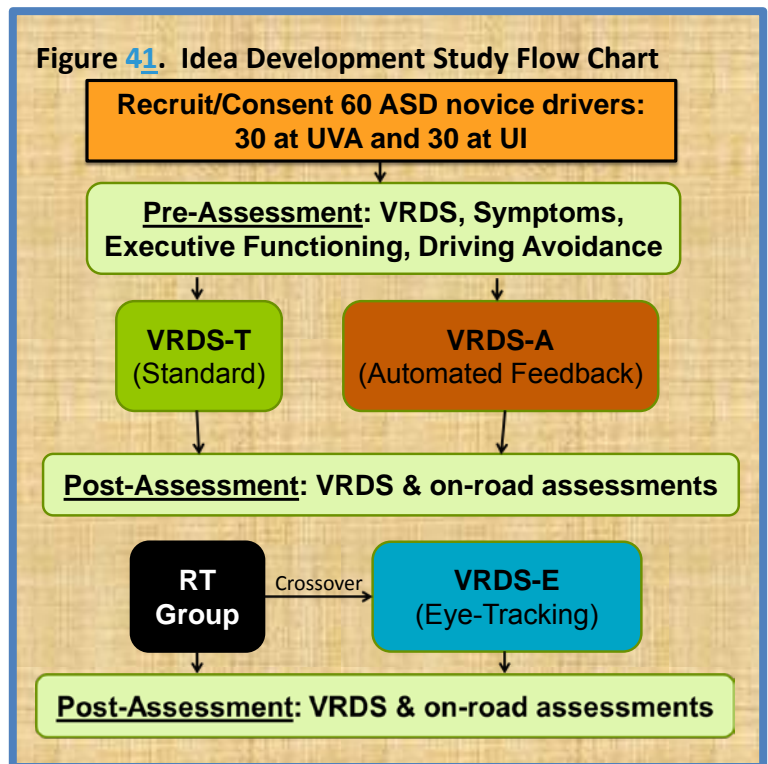 Figure 41. Idea Development Study Flow Chart
Recruit/Consent 60 ASD novice drivers:
30 at UVA and 30 at UI
Pre-Assessment: VRDS, Symptoms,
Executive Functioning, Driving Avoidance
VRDS-T
(Standard)
VRDS-A
(Automated Feedback)
Post-Assessment: VRDS & on-road assessments
RT
Group
Crossover
VRDS-E
(Eye-Tracking)
Post-Assessment: VRDS & on-road assessments